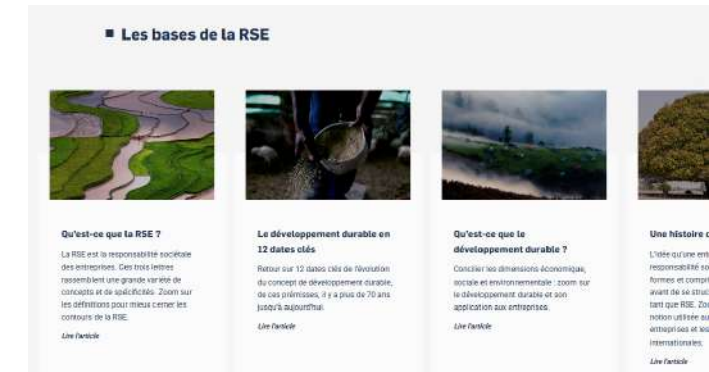 Les bases de la RSE
Qu'est-ce que la RSE ?
La RSE est la responsabilité sociétale
des entreprises. Ces trois lettres
rassemblent une grande variété de
concepts et de spécificités. Zoom sur
les définitions pour mieux cerner les
contours de la RSE.
Lire l'article
Le développement durable en
12 dates clés
Retour sur 12 dates clés de l'évolution
du concept de développement durable,
de ces prémisses, il y a plus de 70 ans
jusqu'à aujourd'hui.
Lire l'article
Qu'est-ce que le
développement durable ?
Concilier les dimensions économique,
sociale et environnementale : zoom sur
le développement durable et son
application aux entreprises.
Lire l'article
Une histoire
L'idée qu'une
responsabilité
formes et
avant de se
tant que RSE.
notion utilisée
entreprises et les
internationales.
Lire l'article